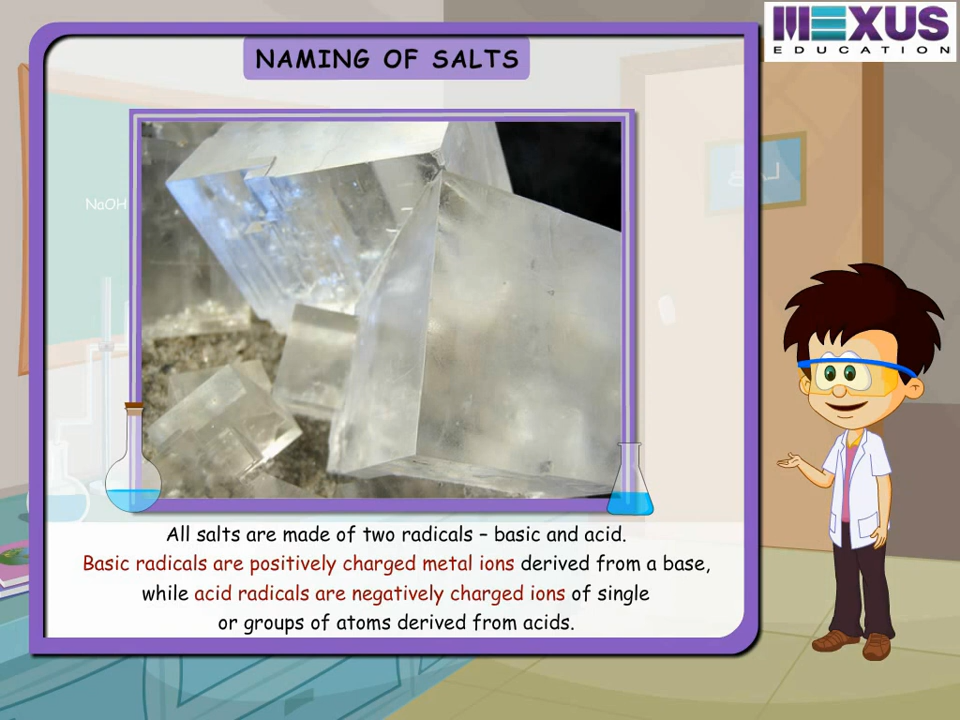 MEXUS
EDUCATION
NAMING OF SALTS
NaOH
All salts are made of two radicals – basic and acid.
Basic radicals are positively charged metal ions derived from a base,
while acid radicals are negatively charged ions of single
or groups of atoms derived from acids.